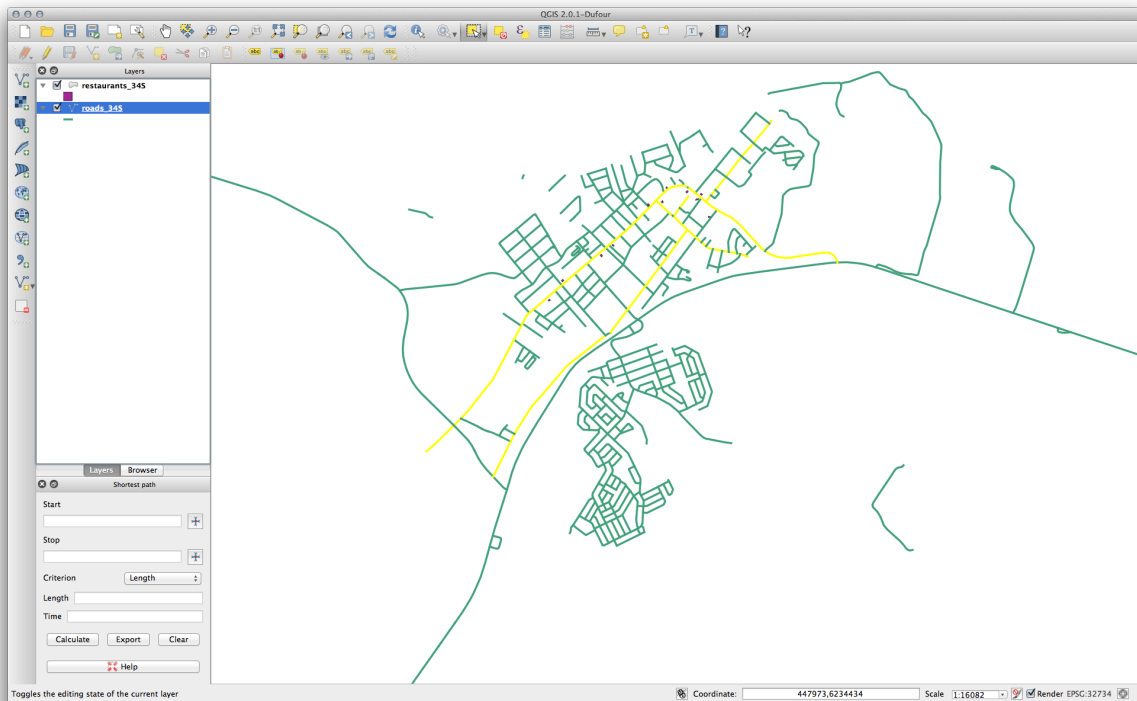 QGIS 2.0.1-Dufour
Layers
restaurants_34S
roads_34S
Layers Browser
Shortest path
Start
Stop
Criterion Length
Length
Time
Calculate Export Clear
Help
Toggles the editing state of the current layer
Coordinate: 447973,6234434 Scale 1:16082 Render EPSG:32734